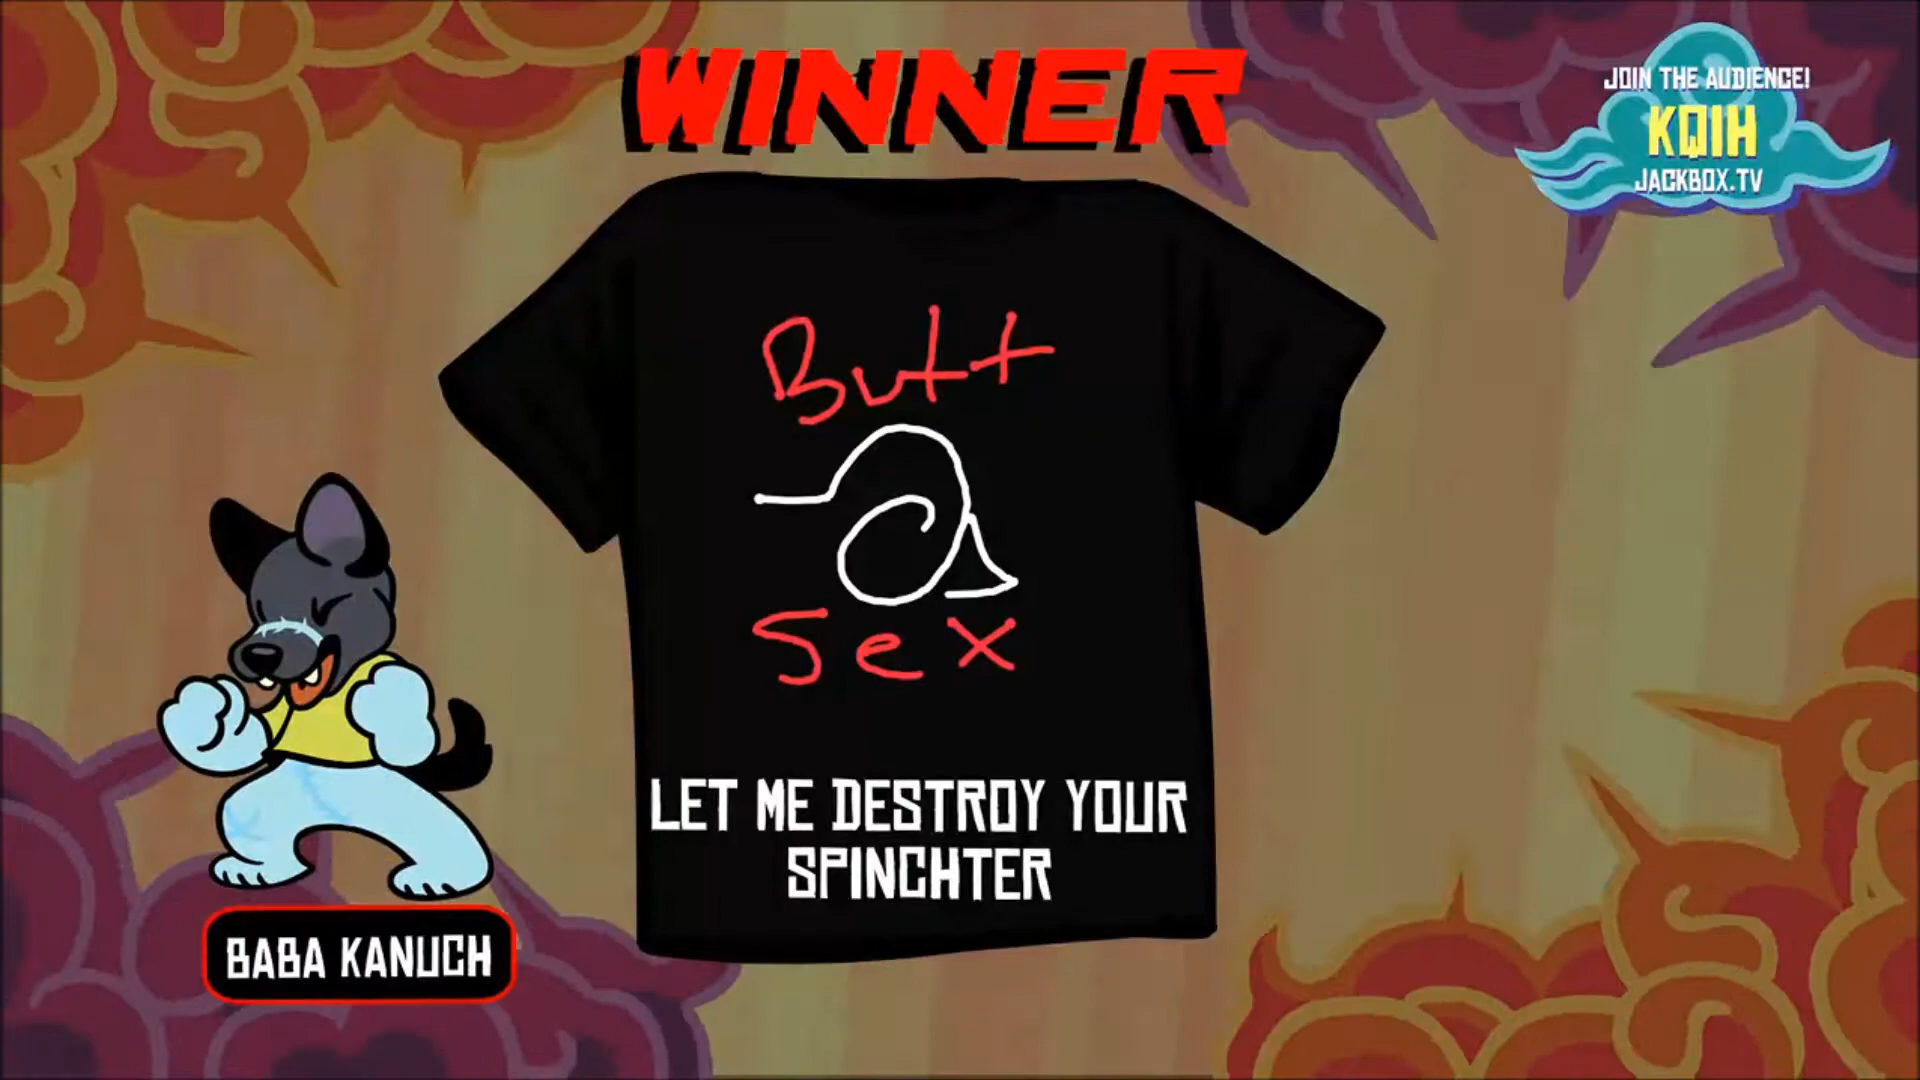 WINNER
JOIN THE AUDIENCE!
KQIH
JACKBOX.TV
Butt
Sex
LET ME DESTROY YOUR
SPINCHTER
BABA KANUCH